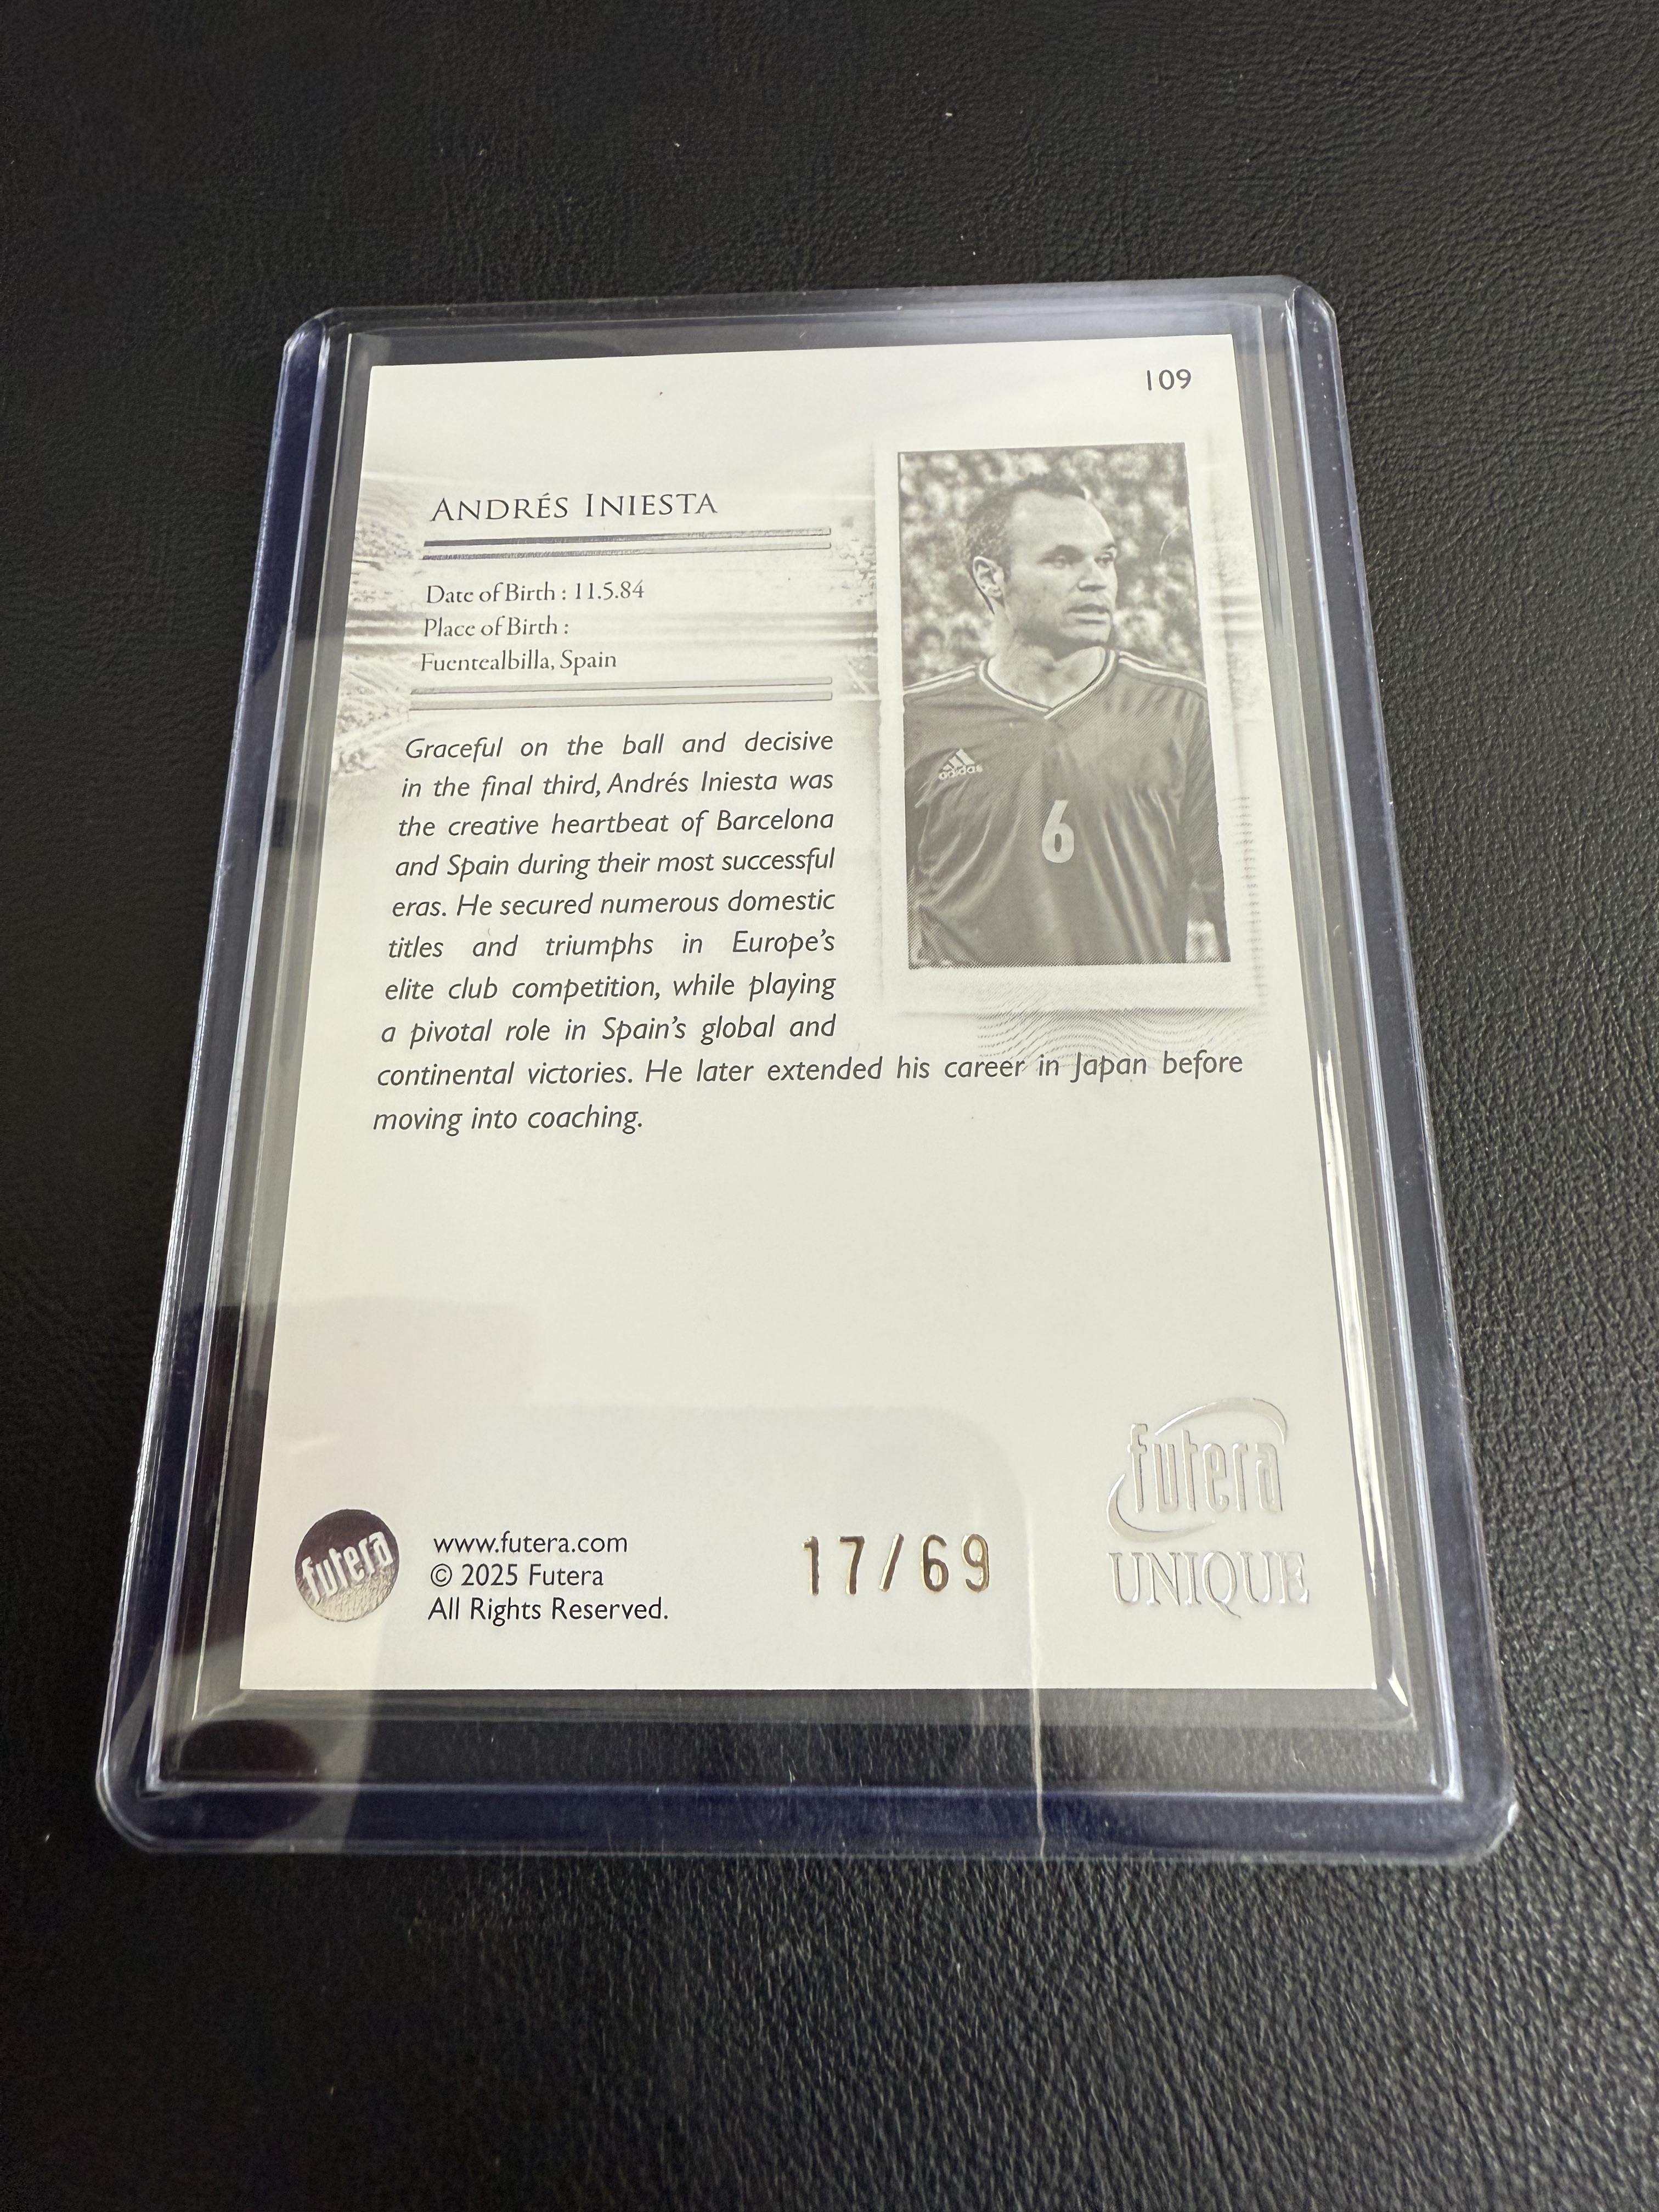 109
ANDRÉS INIESTA
Date of Birth : 11.5.84
Place of Birth :
Fuentealbilla, Spain
Graceful on the ball and decisive
in the final third, Andrés Iniesta was
the creative heartbeat of Barcelona
and Spain during their most successful
eras. He secured numerous domestic
titles and triumphs in Europe's
elite club competition, while playing
a pivotal role in Spain's global and
continental victories. He later extended his career in Japan before
moving into coaching.
adidas
6
futera
www.futera.com
© 2025 Futera
All Rights Reserved.
17/69
futera
UNIQUE